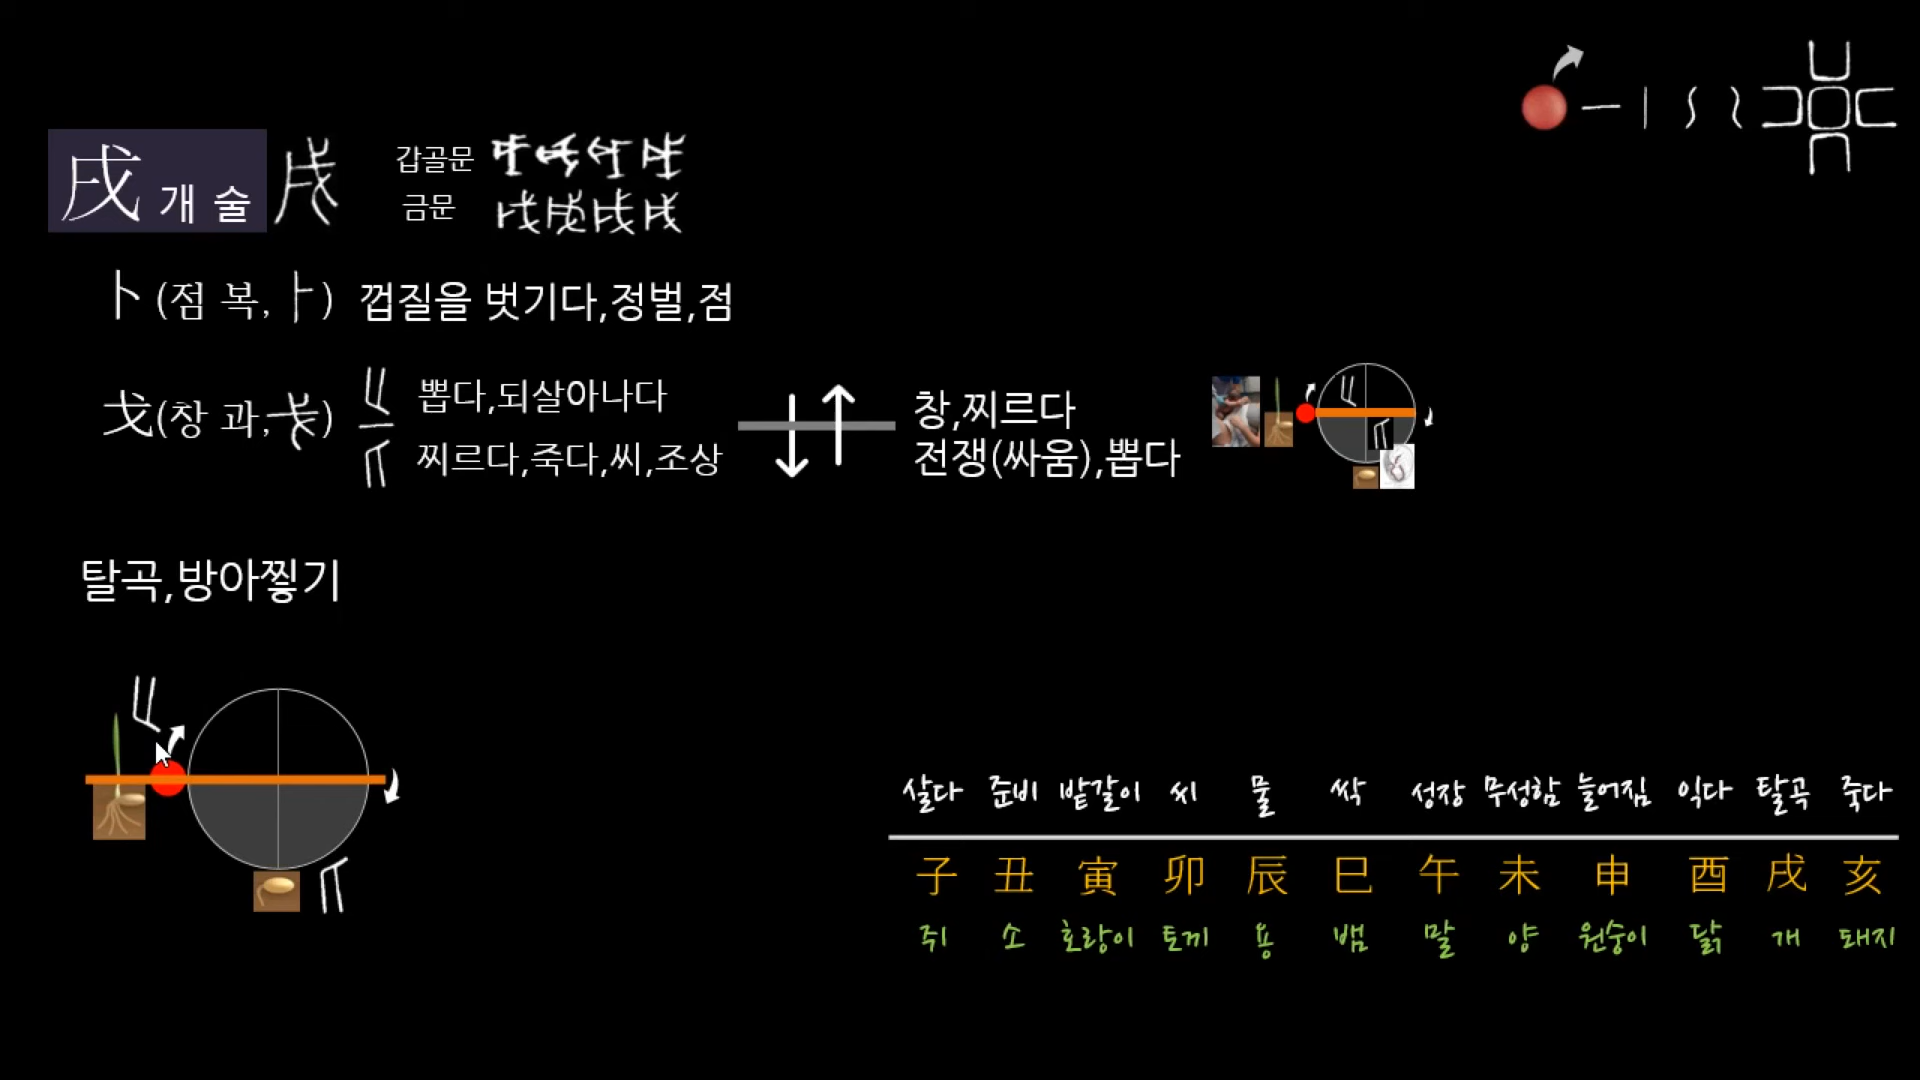 戌 개 술
갑골문
금문
卜(점 복,卜) 껍질을 벗기다,정벌,점
戈(창 과,戈)
뽑다,되살아나다
찌르다,죽다,씨,조상
창,찌르다
전쟁(싸움),뽑다
탈곡,방아찧기
살다 준비 밭갈이 씨 물 싹 성장 무성함 늘어짐 익다 탈곡 죽다
子 丑 寅 卯 辰 巳 午 未 申 酉 戌 亥
쥐 소 호랑이 토끼 용 뱀 말 양 원숭이 닭 개 돼지